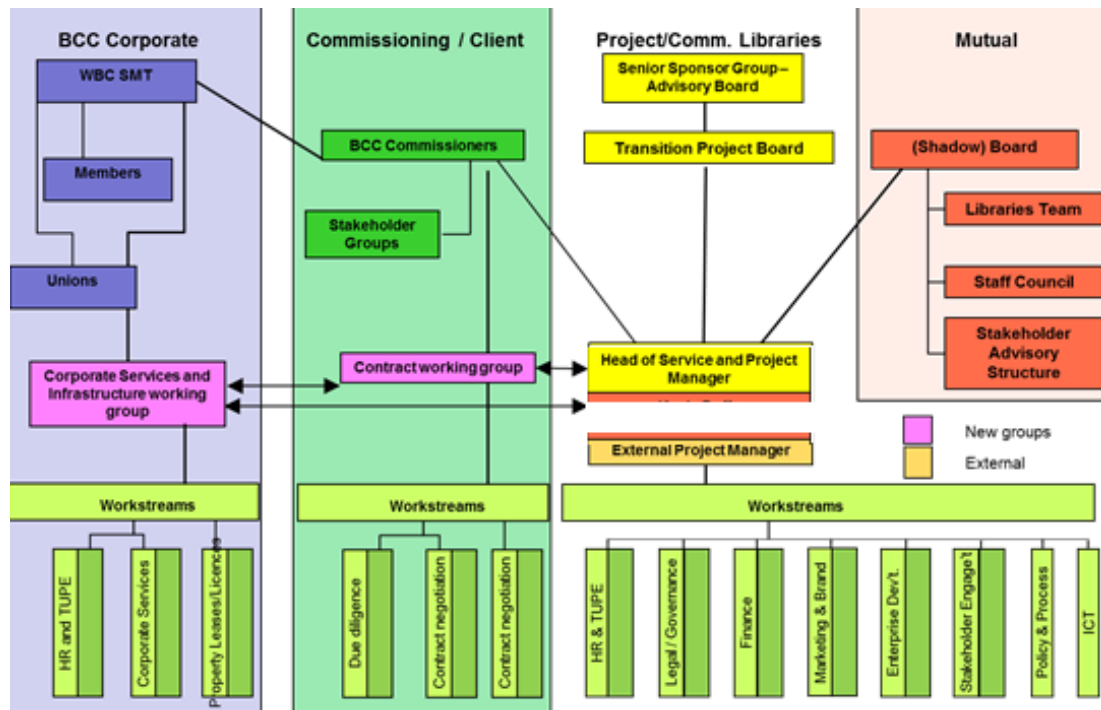 BCC Corporate
Commissioning / Client
Project/Comm. Libraries
Mutual
WBC SMT
Senior Sponsor Group–
Advisory Board
BCC Commissioners
Transition Project Board
(Shadow) Board
Members
Libraries Team
Stakeholder
Groups
Unions
Staff Council
Stakeholder
Advisory
Structure
Corporate Services and
Infrastructure working
group
Contract working group
Head of Service and Project
Manager
External Project Manager
New groups
External
Workstreams
Workstreams
Workstreams
HR and TUPE
Corporate Services
Property Leases/Licences
Due diligence
Contract negotiation
Contract negotiation
HR & TUPE
Legal / Governance
Finance
Marketing & Brand
Enterprise Dev't.
Stakeholder Engage't
Policy & Process
ICT